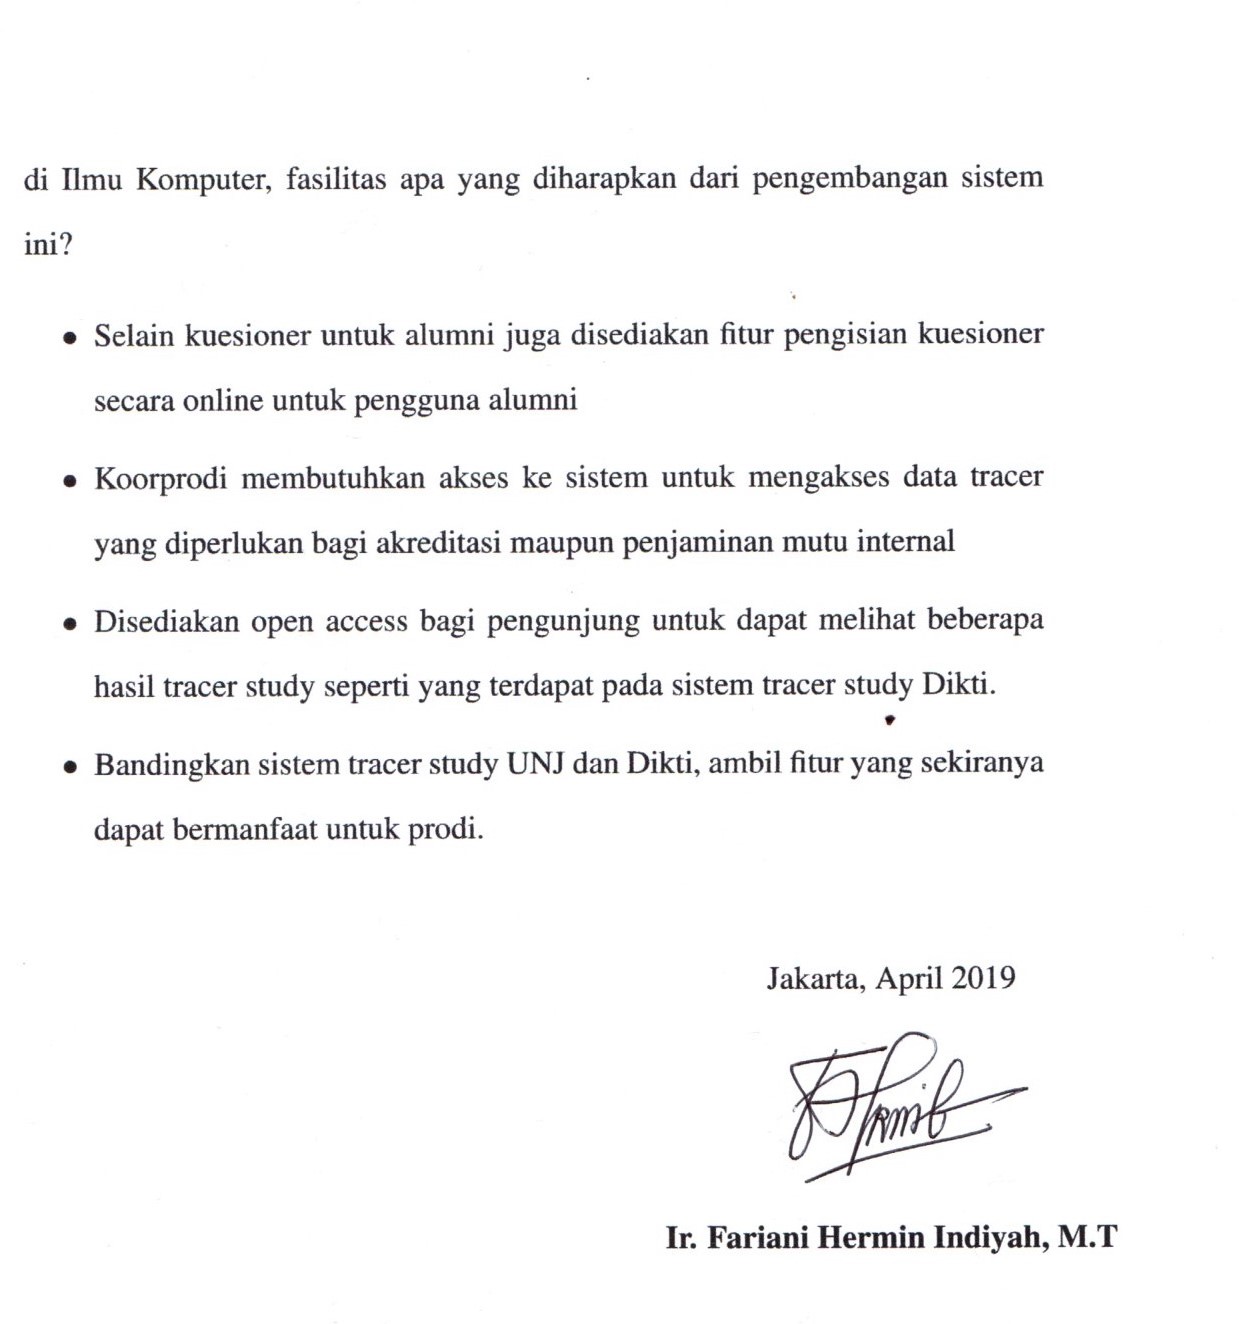 di Ilmu Komputer, fasilitas apa yang diharapkan dari pengembangan sistem
ini?
• Selain kuesioner untuk alumni juga disediakan fitur pengisian kuesioner
secara online untuk pengguna alumni
• Koorprodi membutuhkan akses ke sistem untuk mengakses data tracer
yang diperlukan bagi akreditasi maupun penjaminan mutu internal
• Disediakan open access bagi pengunjung untuk dapat melihat beberapa
hasil tracer study seperti yang terdapat pada sistem tracer study Dikti.
• Bandingkan sistem tracer study UNJ dan Dikti, ambil fitur yang sekiranya
dapat bermanfaat untuk prodi.
Jakarta, April 2019
Ir. Fariani Hermin Indiyah, M.T